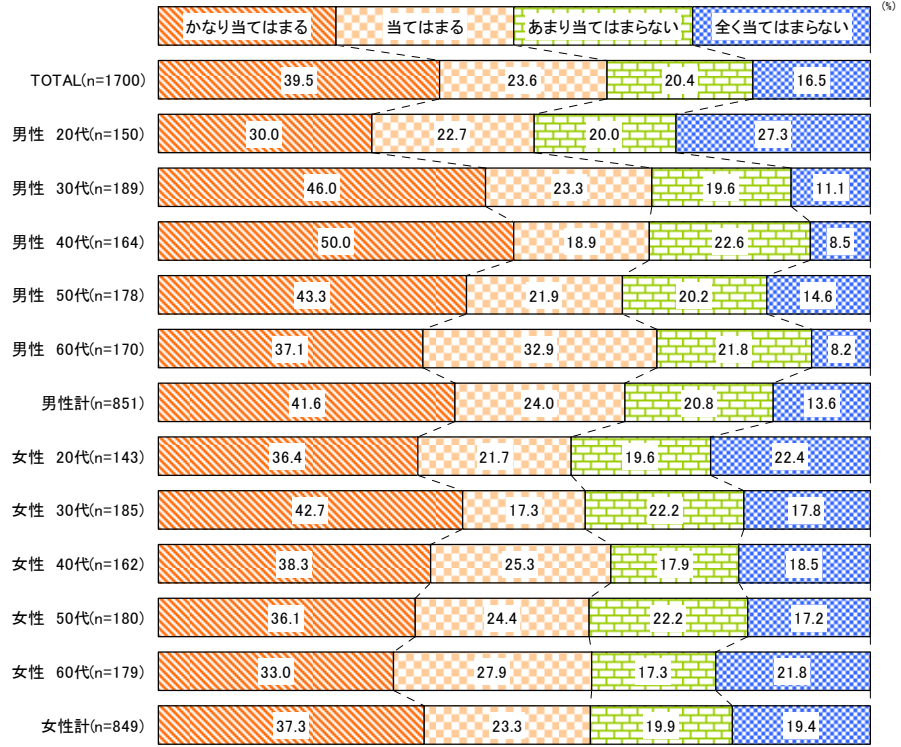 (%)
かなり当てはまる 当てはまる あまり当てはまらない 全く当てはまらない
TOTAL(n=1700) 39.5 23.6 20.4 16.5
男性 20代(n=150) 30.0 22.7 20.0 27.3
男性 30代(n=189) 46.0 23.3 19.6 11.1
男性 40代(n=164) 50.0 18.9 22.6 8.5
男性 50代(n=178) 43.3 21.9 20.2 14.6
男性 60代(n=170) 37.1 32.9 21.8 8.2
男性計(n=851) 41.6 24.0 20.8 13.6
女性 20代(n=143) 36.4 21.7 19.6 22.4
女性 30代(n=185) 42.7 17.3 22.2 17.8
女性 40代(n=162) 38.3 25.3 17.9 18.5
女性 50代(n=180) 36.1 24.4 22.2 17.2
女性 60代(n=179) 33.0 27.9 17.3 21.8
女性計(n=849) 37.3 23.3 19.9 19.4